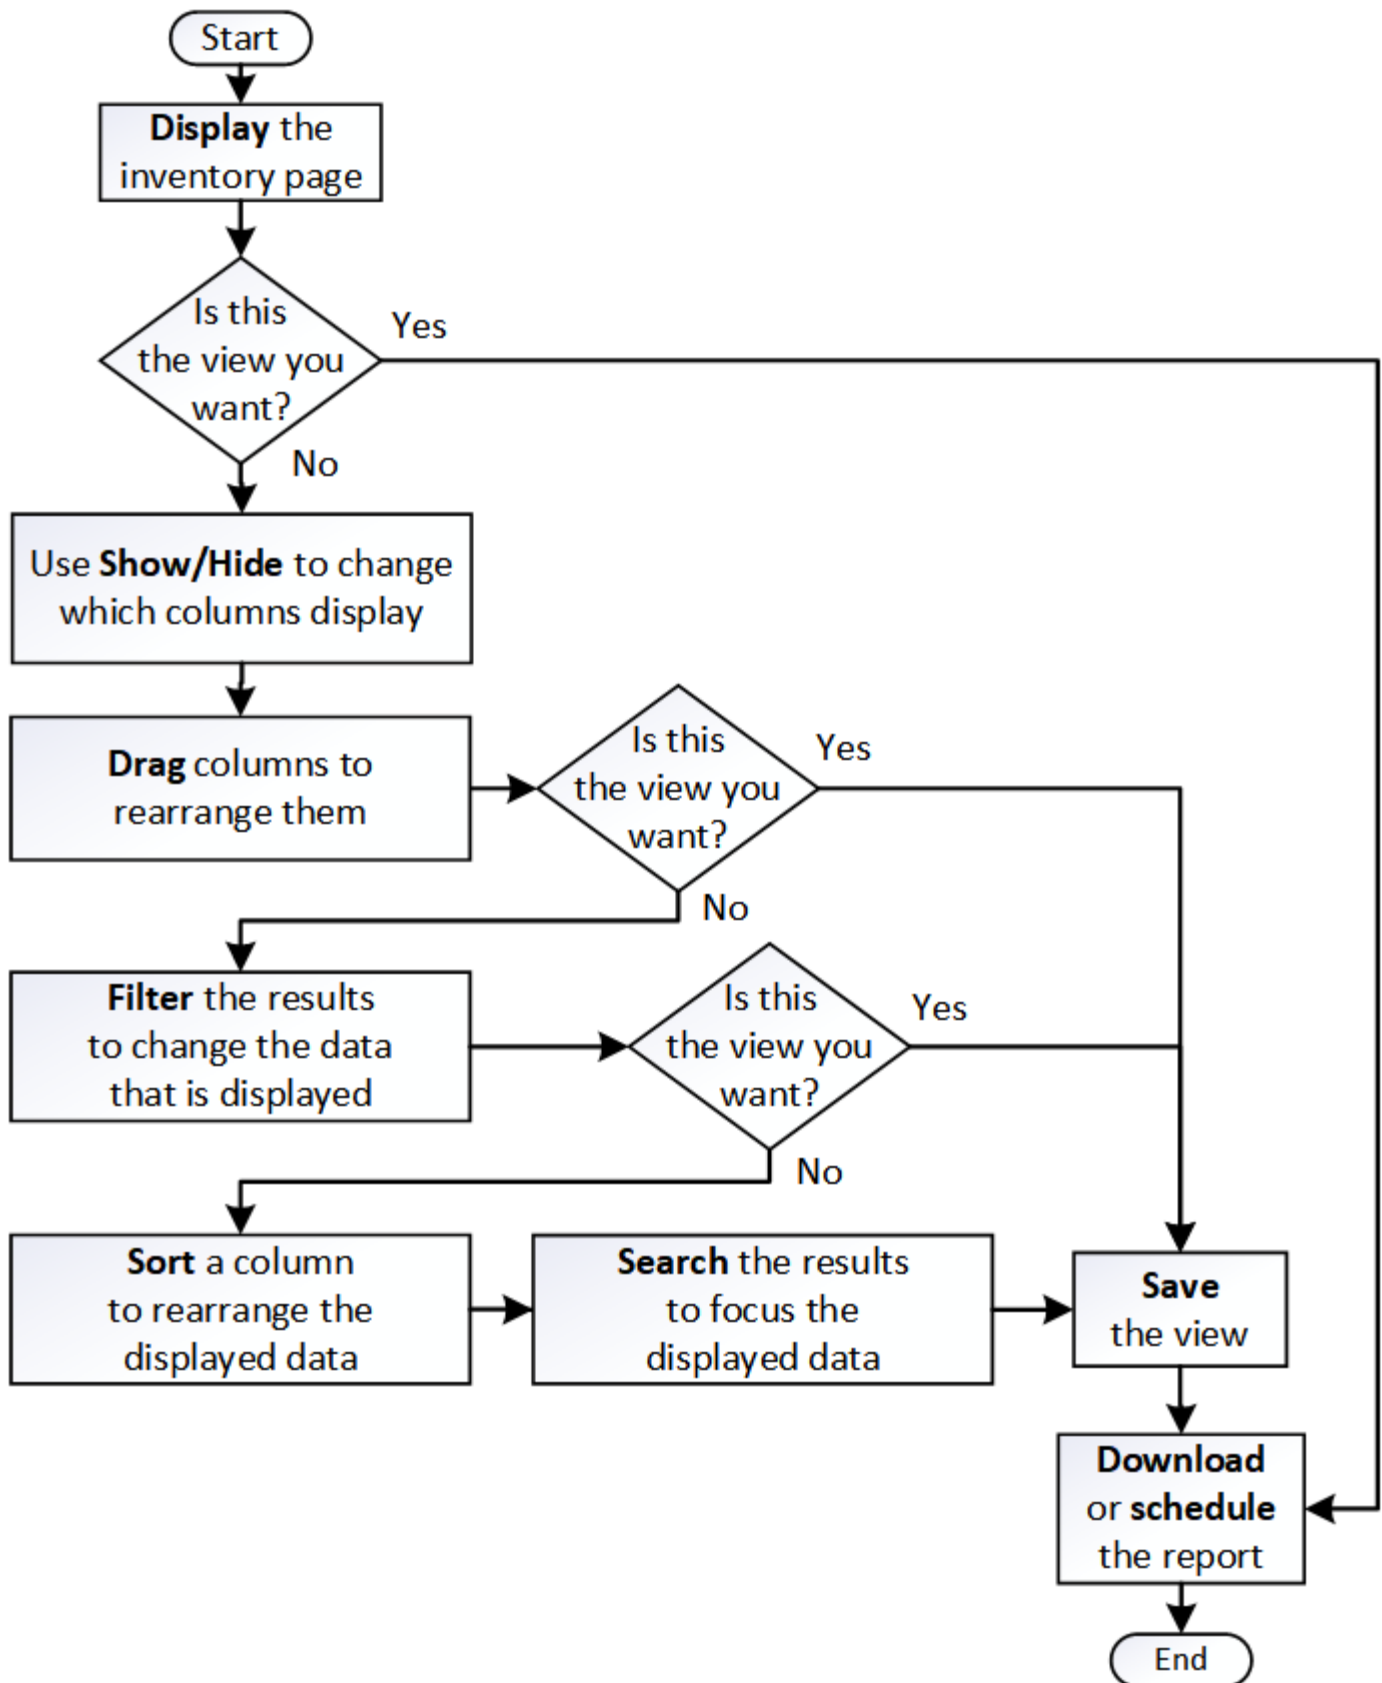 Start
Display the
inventory page
Is this
the view you
want?
Yes
No
Use Show/Hide to change
which columns display
Drag columns to
rearrange them
Is this
the view you
want?
Yes
No
Filter the results
to change the data
that is displayed
Is this
the view you
want?
Yes
No
Sort a column
to rearrange the
displayed data
Search the results
to focus the
displayed data
Save
the view
Download
or schedule
the report
End